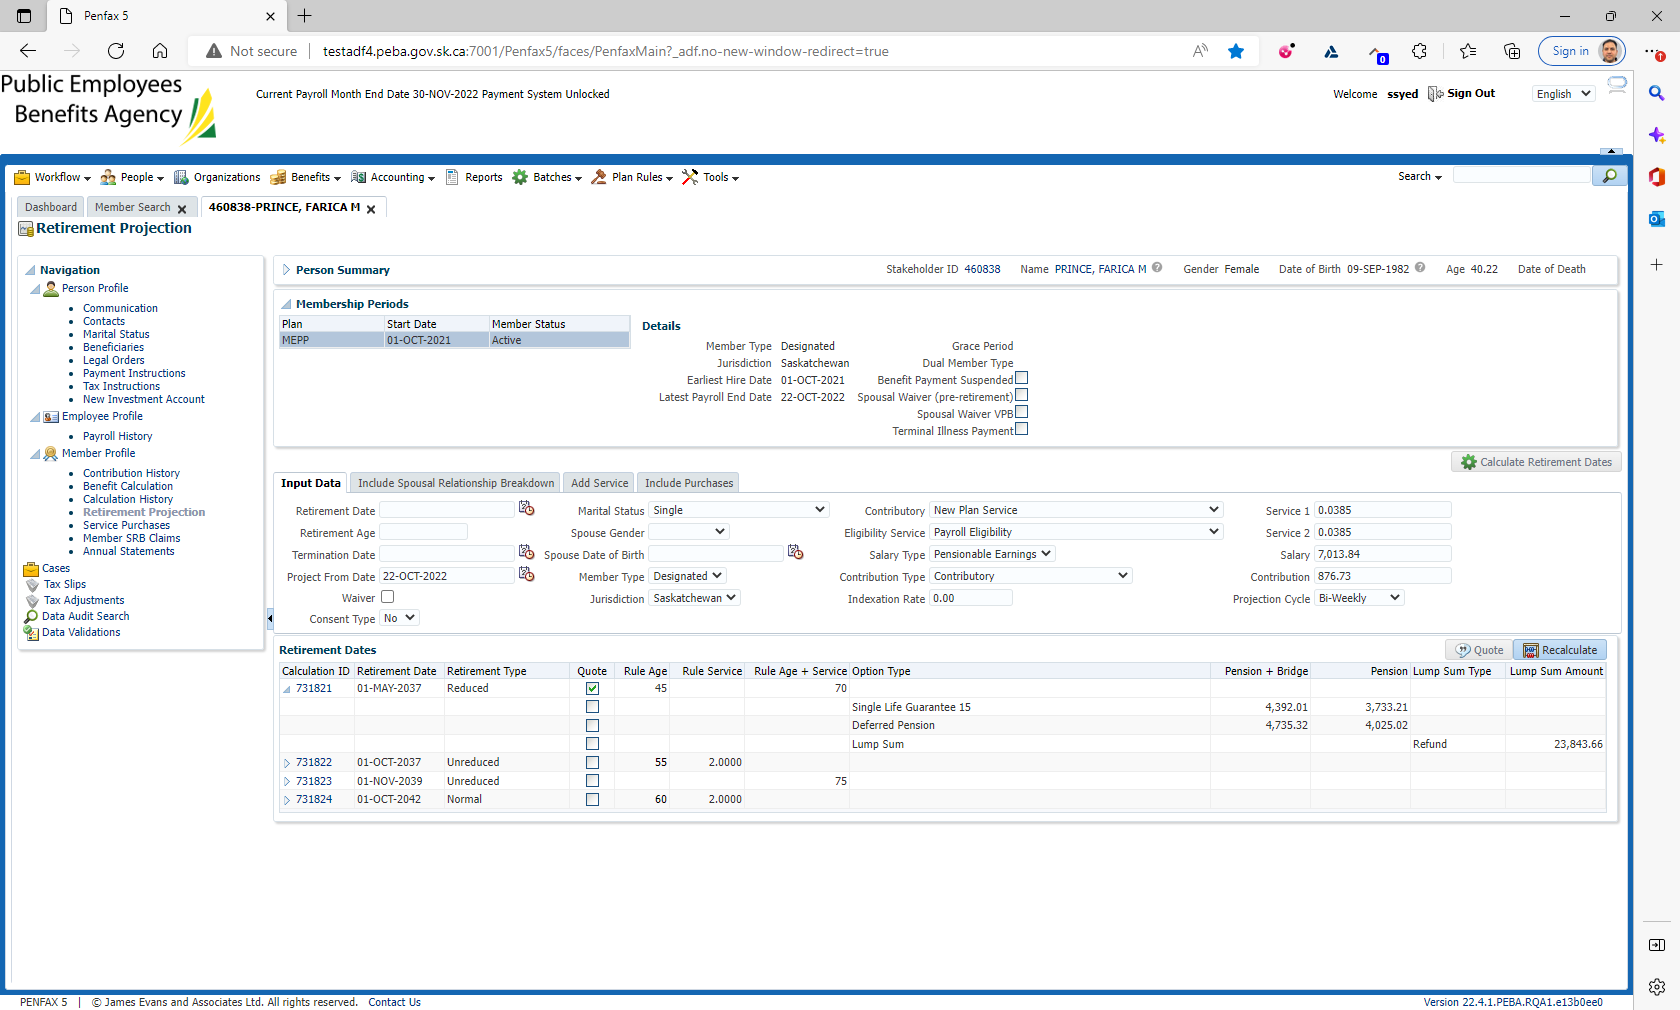 Penfax 5
Not secure testadf4.peba.gov.sk.ca:7001/Penfax5/faces/PenfaxMain?_adf.no-new-window-redirect=true Sign in
0
Public Employees
Benefits Agency
Current Payroll Month End Date 30-NOV-2022 Payment System Unlocked
Welcome ssyed Sign Out English
Workflow People Organizations Benefits Accounting Reports Batches Plan Rules Tools Search
Dashboard Member Search 460838-PRINCE, FARICA M
Retirement Projection
Navigation
Person Profile
Communication
Contacts
Marital Status
Beneficiaries
Legal Orders
Payment Instructions
Tax Instructions
New Investment Account
Employee Profile
Payroll History
Member Profile
Contribution History
Benefit Calculation
Calculation History
Retirement Projection
Service Purchases
Member SRB Claims
Annual Statements
Cases
Tax Slips
Tax Adjustments
Data Audit Search
Data Validations
Person Summary Stakeholder ID 460838 Name PRINCE, FARICA M Gender Female Date of Birth 09-SEP-1982 Age 40.22 Date of Death
Membership Periods
Plan Start Date Member Status
MEPP 01-OCT-2021 Active
Details
Member Type Designated Grace Period
Jurisdiction Saskatchewan Dual Member Type
Earliest Hire Date 01-OCT-2021 Benefit Payment Suspended
Latest Payroll End Date 22-OCT-2022 Spousal Waiver (pre-retirement)
Spousal Waiver VPB
Terminal Illness Payment
Calculate Retirement Dates
Input Data Include Spousal Relationship Breakdown Add Service Include Purchases
Retirement Date Marital Status Single Contributory New Plan Service Service 1 0.0385
Retirement Age Spouse Gender Eligibility Service Payroll Eligibility Service 2 0.0385
Termination Date Spouse Date of Birth Salary Type Pensionable Earnings Salary 7,013.84
Project From Date 22-OCT-2022 Member Type Designated Contribution Type Contributory Contribution 876.73
Waiver Jurisdiction Saskatchewan Indexation Rate 0.00 Projection Cycle Bi-Weekly
Consent Type No
Retirement Dates Quote Recalculate
Calculation ID Retirement Date Retirement Type Quote Rule Age Rule Service Rule Age + Service Option Type Pension + Bridge Pension Lump Sum Type Lump Sum Amount
731821 01-MAY-2037 Reduced 45 70
Single Life Guarantee 15 4,392.01 3,733.21
Deferred Pension 4,735.32 4,025.02
Lump Sum Refund 23,843.66
731822 01-OCT-2037 Unreduced 55 2.0000
731823 01-NOV-2039 Unreduced 75
731824 01-OCT-2042 Normal 60 2.0000
PENFAX 5 | © James Evans and Associates Ltd. All rights reserved. Contact Us Version 22.4.1.PEBA.RQA1.e13b0ee0